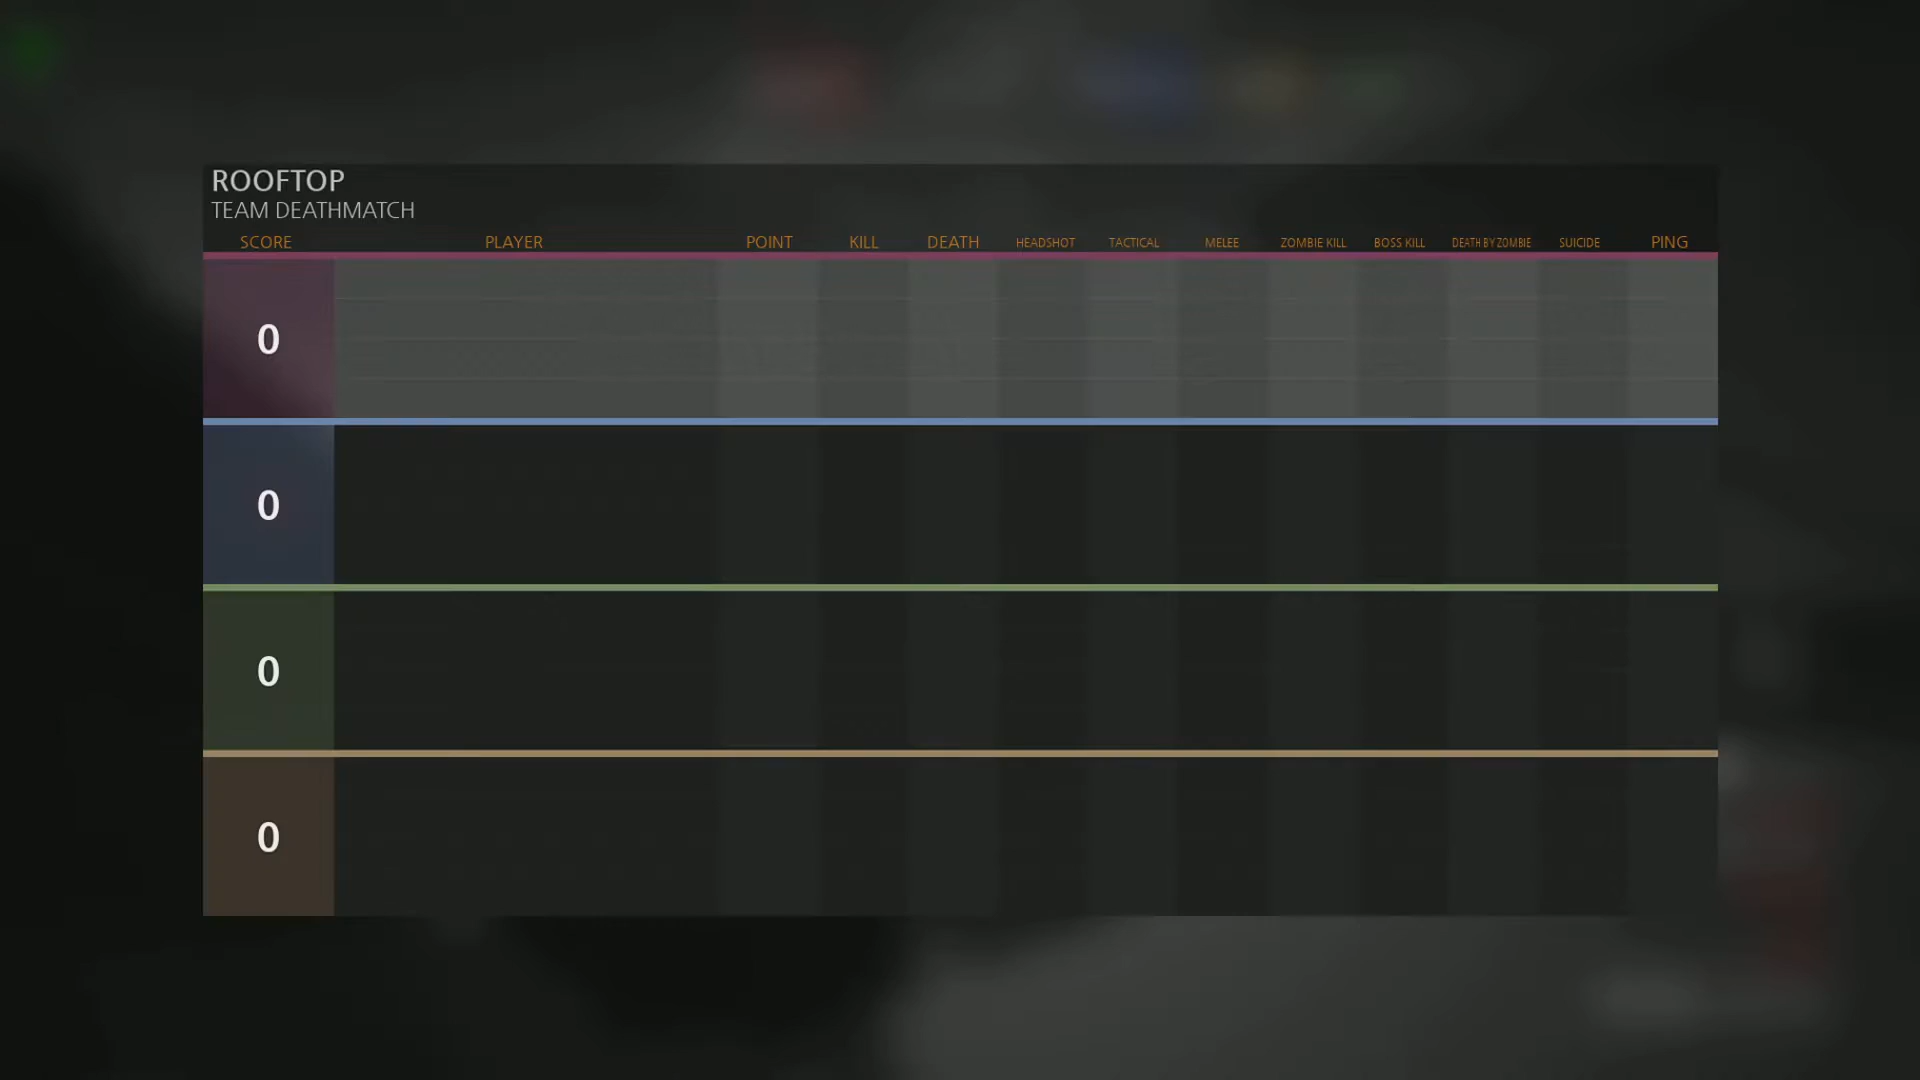 ROOFTOP
TEAM DEATHMATCH
SCORE PLAYER POINT KILL DEATH HEADSHOT TACTICAL MELEE ZOMBIE KILL BOSS KILL DEATH BY ZOMBIE SUICIDE PING
0
0
0
0